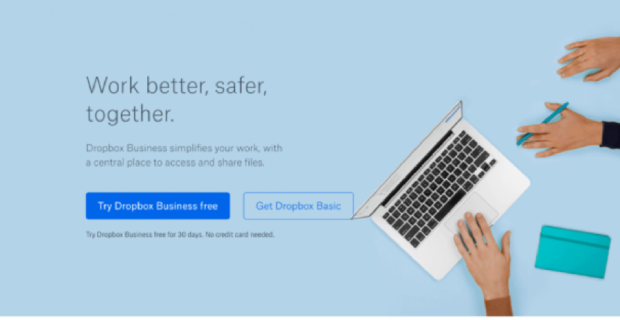 Work better, safer,
together.
Dropbox Business simplifies your work, with
a central place to access and share files.
Try Dropbox Business free
Get Dropbox Basic
Try Dropbox Business free for 30 days. No credit card needed.